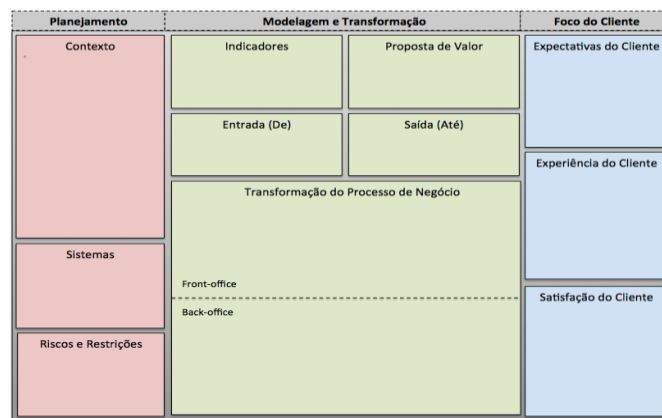 Planejamento
Modelagem e Transformação
Foco do Cliente
Contexto
Sistemas
Riscos e Restrições
Indicadores
Proposta de Valor
Entrada (De)
Saída (Até)
Transformação do Processo de Negócio
Front-office
Back-office
Expectativas do Cliente
Experiência do Cliente
Satisfação do Cliente